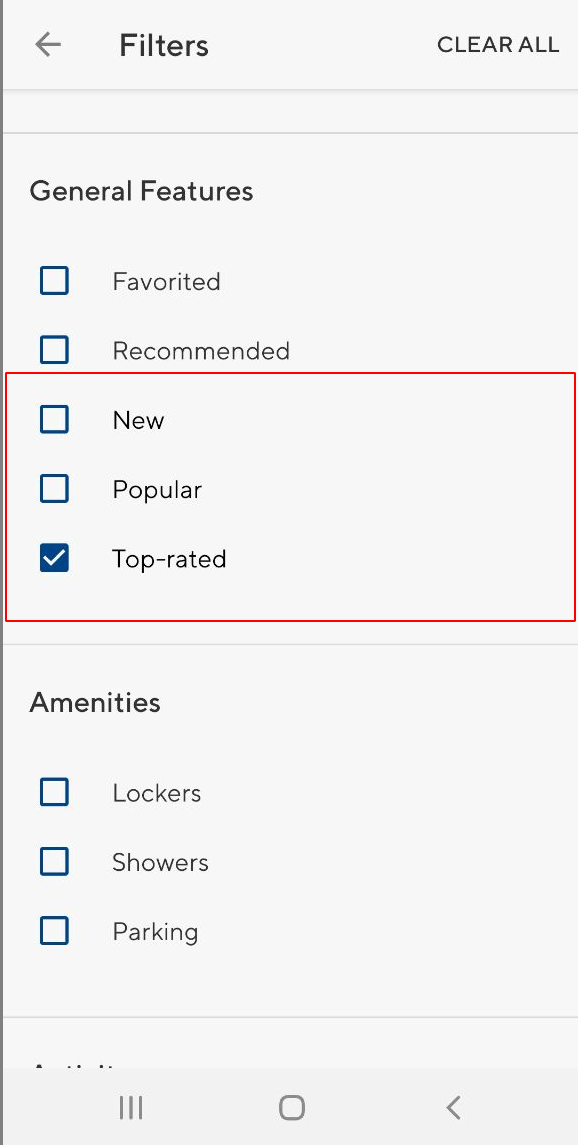 Filters
CLEAR ALL
General Features
Favorited
Recommended
New
Popular
Top-rated
Amenities
Lockers
Showers
Parking